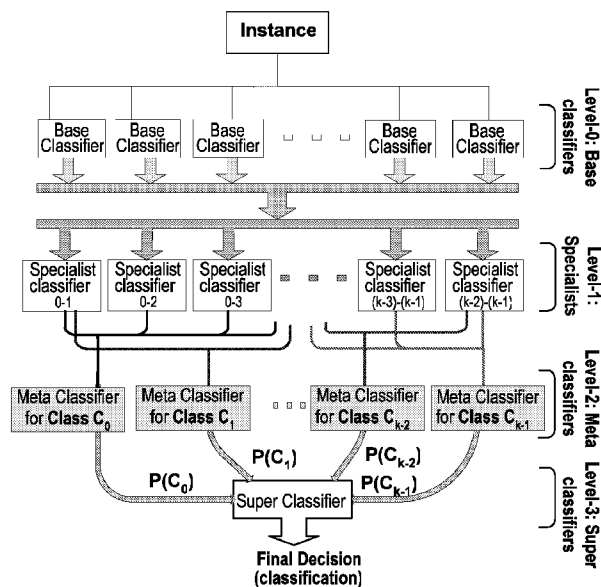 Instance
Base Classifier
Base Classifier
Base Classifier
Base Classifier
Base Classifier
Level-0: Base classifiers
Specialist classifier 0-1
Specialist classifier 0-2
Specialist classifier 0-3
Specialist classifier (k-3)-(k-1)
Specialist classifier (k-2)-(k-1)
Level-1: Specialists
Meta Classifier for Class C0
Meta Classifier for Class C1
Meta Classifier for Class Ck-2
Meta Classifier for Class Ck-1
Level-2: Meta classifiers
P(C0)
P(C1)
P(Ck-2)
P(Ck-1)
Super Classifier
Level-3: Super classifiers
Final Decision
(classification)